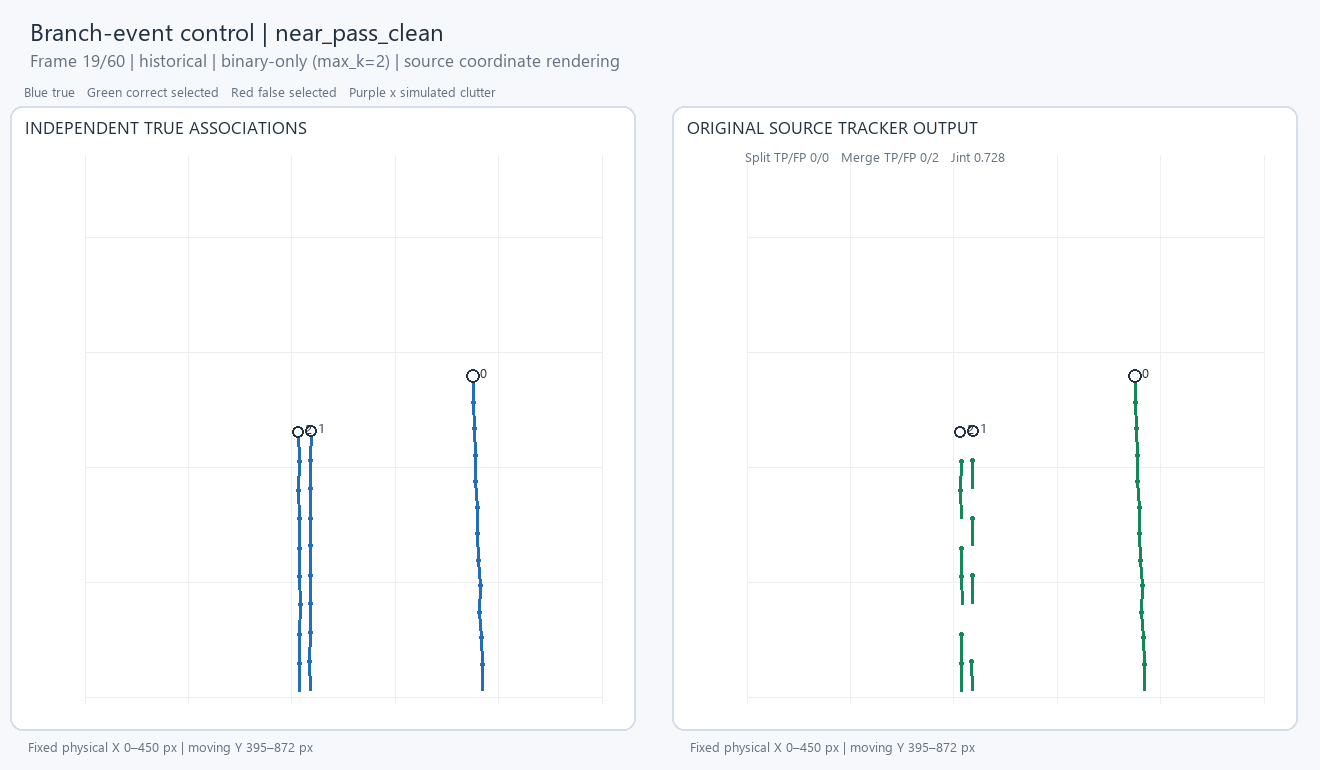 Branch-event control | near_pass_clean
Frame 19/60 | historical | binary-only (max_k=2) | source coordinate rendering
Blue true Green correct selected Red false selected Purple x simulated clutter
INDEPENDENT TRUE ASSOCIATIONS
0
1
Fixed physical X 0–450 px | moving Y 395–872 px
ORIGINAL SOURCE TRACKER OUTPUT
Split TP/FP 0/0 Merge TP/FP 0/2 Jint 0.728
0
1
Fixed physical X 0–450 px | moving Y 395–872 px